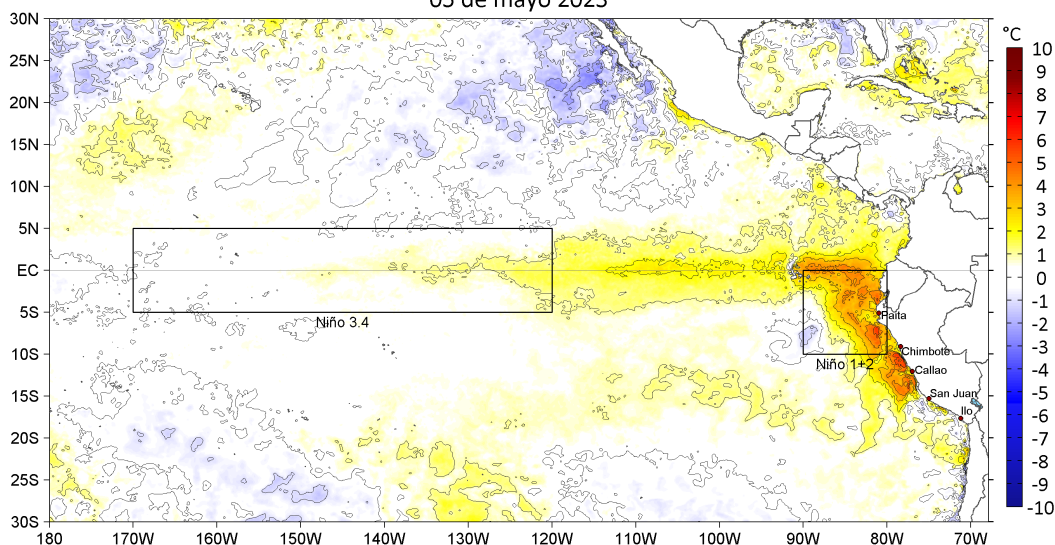 05 de mayo 2023
°C
30N
25N
20N
15N
10N
5N
EC
5S
10S
15S
20S
25S
30S
180 170W 160W 150W 140W 130W 120W 110W 100W 90W 80W 70W
Niño 3.4
Niño 1+2
Paita
Chimbote
Callao
San Juan
Ilo
10
9
8
7
6
5
4
3
2
1
0
-1
-2
-3
-4
-5
-6
-7
-8
-9
-10